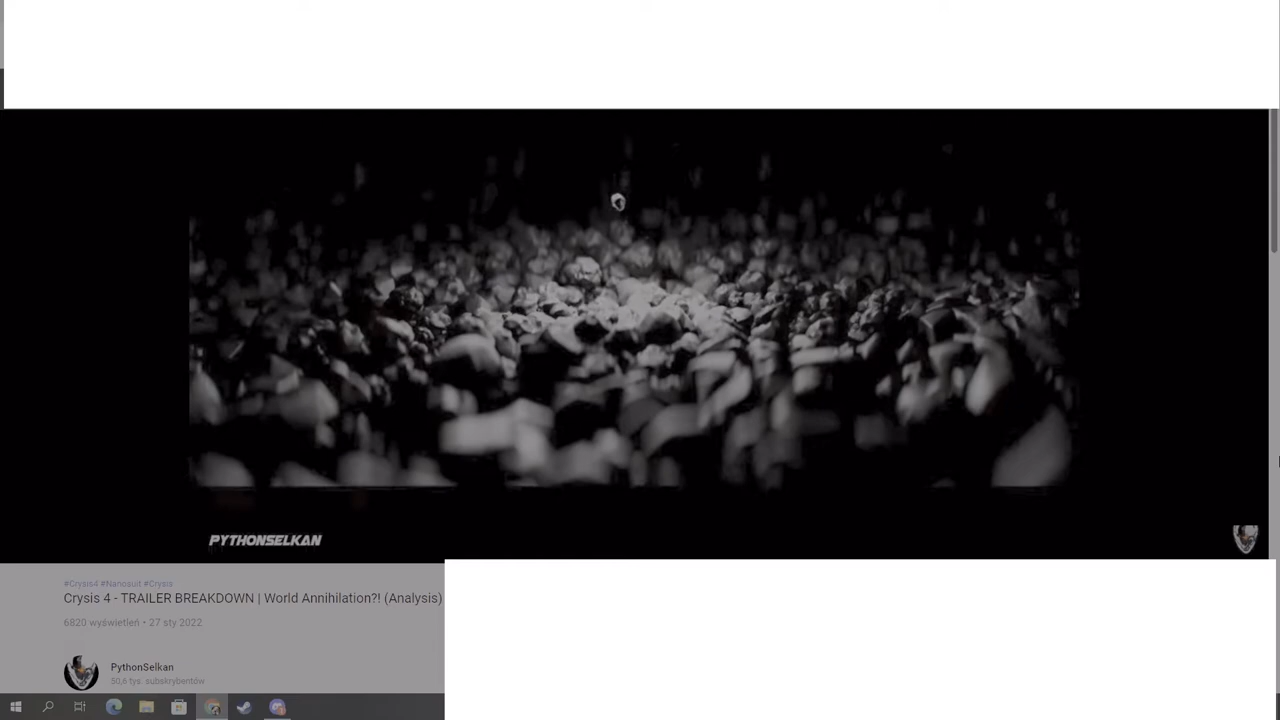 PYTHONSELKAN
#Crysis4 #Nanosuit #Crysis
Crysis 4 - TRAILER BREAKDOWN | World Annihilation?! (Analysis)
6820 wyświetleń • 27 sty 2022
PythonSelkan
50,6 tys. subskrybentów